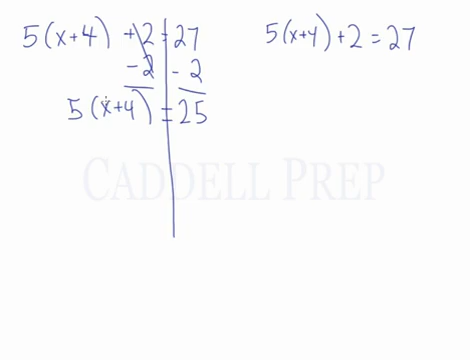 5(x+4) +2 = 27
-2 -2
5(x+4) = 25
5(x+4)+2=27
CADDELL PREP